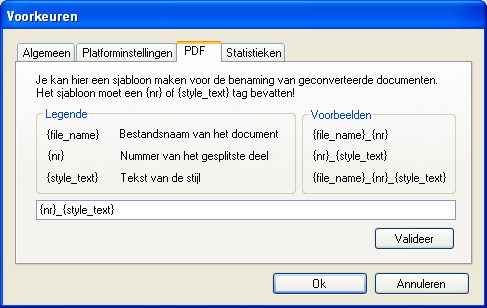 Voorkeuren
Algemeen Platforminstellingen PDF Statistieken
Je kan hier een sjabloon maken voor de benaming van geconverteerde documenten.
Het sjabloon moet een {nr} of {style_text} tag bevatten!
Legende
{file_name} Bestandsnaam van het document
{nr} Nummer van het gesplitste deel
{style_text} Tekst van de stijl
Voorbeelden
{file_name}_{nr}
{nr}_{style_text}
{file_name}_{nr}_{style_text}
{nr}_{style_text}
Valideer
Ok Annuleren